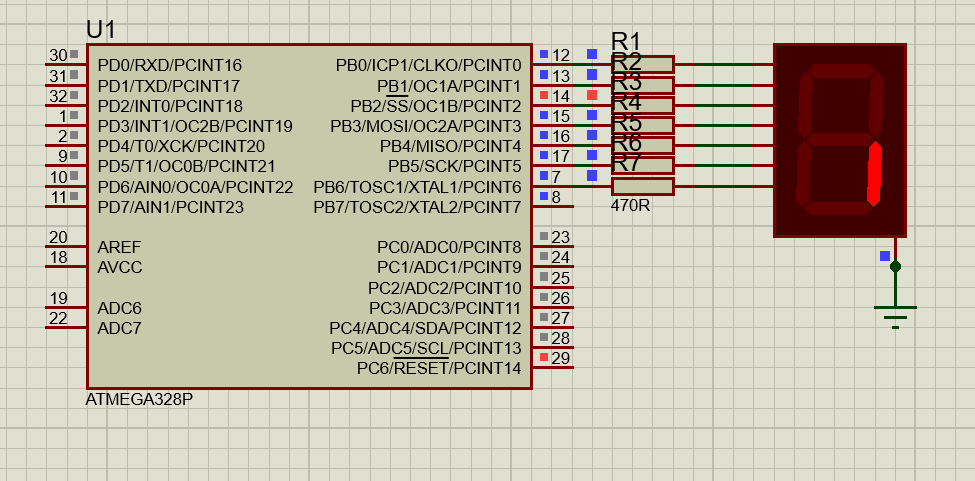 U1
30 PD0/RXD/PCINT16 PB0/ICP1/CLKO/PCINT0 12
31 PD1/TXD/PCINT17 PB1/OC1A/PCINT1 13
32 PD2/INT0/PCINT18 PB2/SS/OC1B/PCINT2 14
1 PD3/INT1/OC2B/PCINT19 PB3/MOSI/OC2A/PCINT3 15
2 PD4/T0/XCK/PCINT20 PB4/MISO/PCINT4 16
9 PD5/T1/OC0B/PCINT21 PB5/SCK/PCINT5 17
10 PD6/AIN0/OC0A/PCINT22 PB6/TOSC1/XTAL1/PCINT6 7
11 PD7/AIN1/PCINT23 PB7/TOSC2/XTAL2/PCINT7 8
20 AREF PC0/ADC0/PCINT8 23
18 AVCC PC1/ADC1/PCINT9 24
PC2/ADC2/PCINT10 25
19 ADC6 PC3/ADC3/PCINT11 26
22 ADC7 PC4/ADC4/SDA/PCINT12 27
PC5/ADC5/SCL/PCINT13 28
PC6/RESET/PCINT14 29
ATMEGA328P
R1
R2
R3
R4
R5
R6
R7
470R